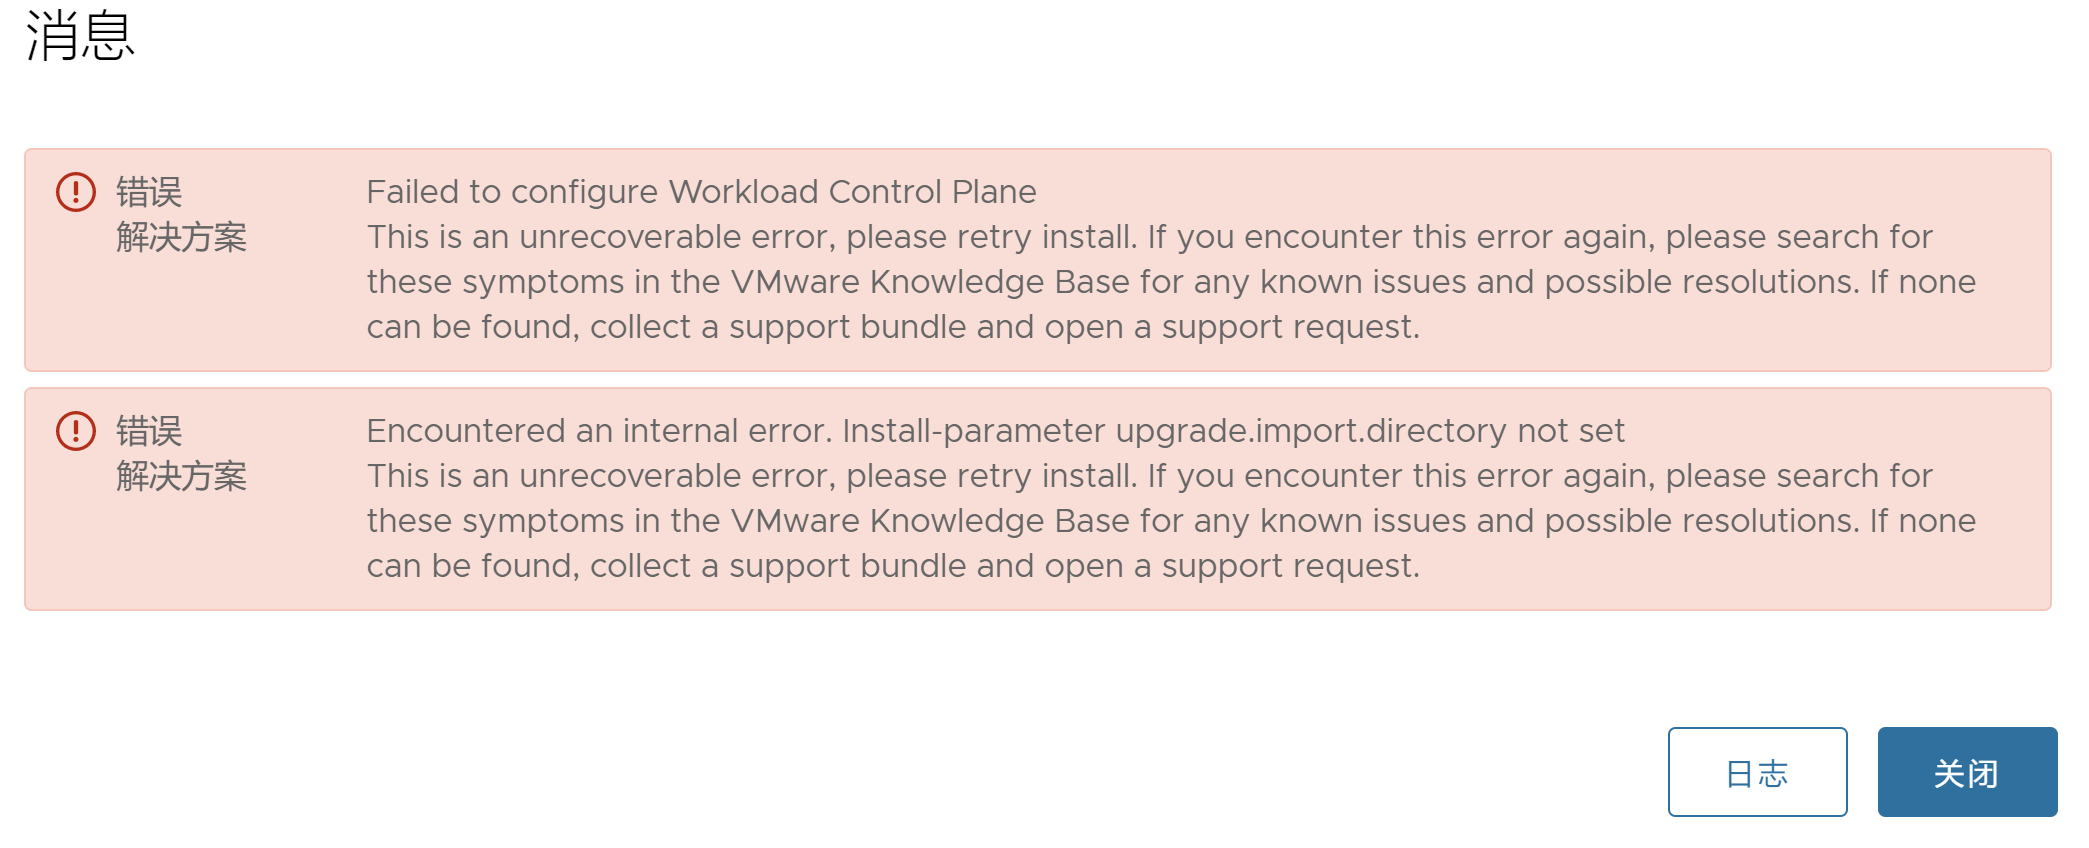 消息
错误
Failed to configure Workload Control Plane
解决方案
This is an unrecoverable error, please retry install. If you encounter this error again, please search for
these symptoms in the VMware Knowledge Base for any known issues and possible resolutions. If none
can be found, collect a support bundle and open a support request.
错误
Encountered an internal error. Install-parameter upgrade.import.directory not set
解决方案
This is an unrecoverable error, please retry install. If you encounter this error again, please search for
these symptoms in the VMware Knowledge Base for any known issues and possible resolutions. If none
can be found, collect a support bundle and open a support request.
日志
关闭